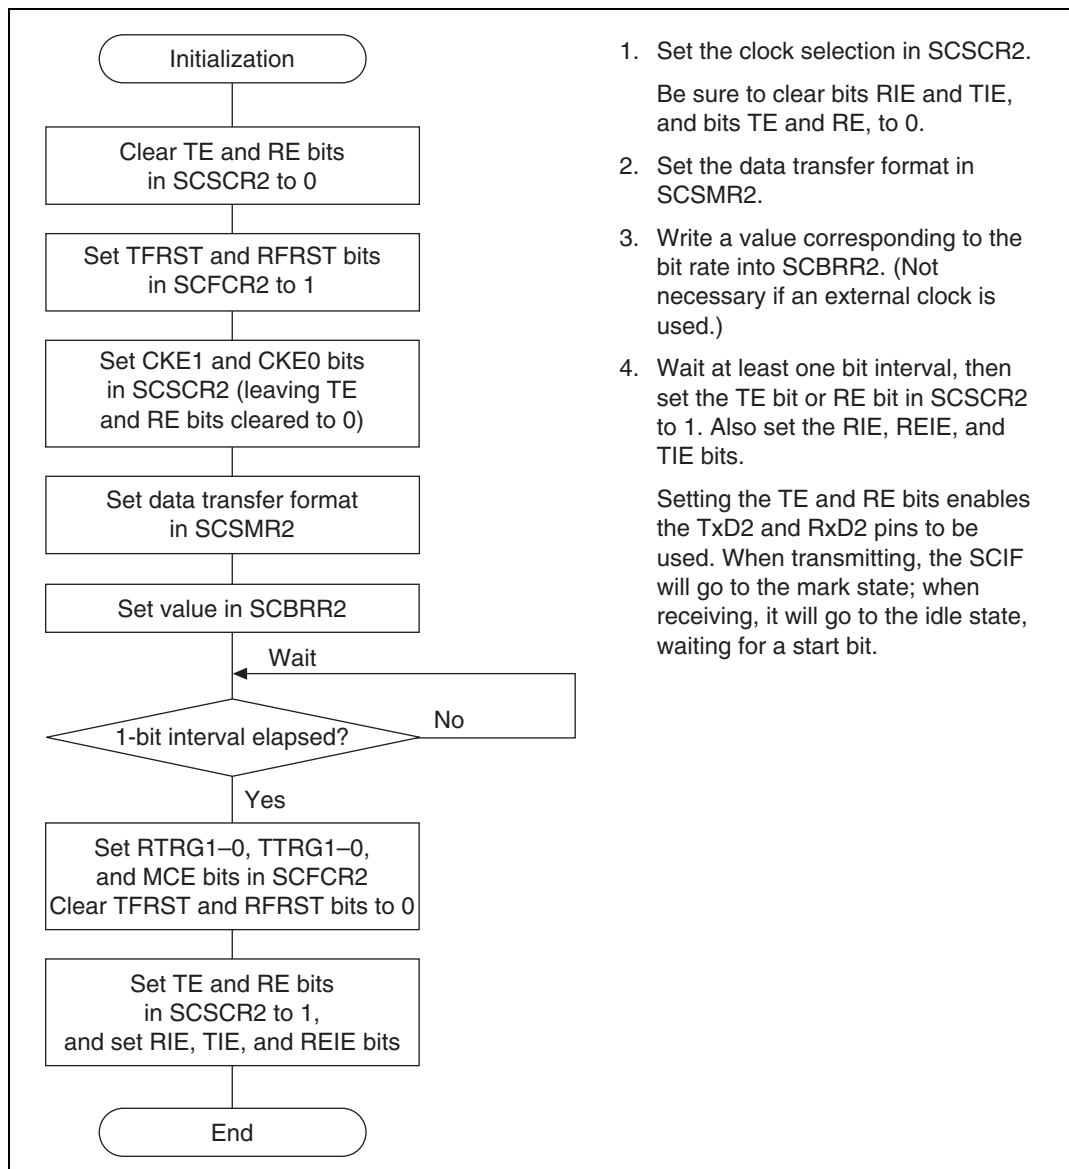 Initialization
Clear TE and RE bits
in SCSCR2 to 0
Set TFRST and RFRST bits
in SCFCR2 to 1
Set CKE1 and CKE0 bits
in SCSCR2 (leaving TE
and RE bits cleared to 0)
Set data transfer format
in SCSMR2
Set value in SCBRR2
Wait
1-bit interval elapsed?
No
Yes
Set RTRG1–0, TTRG1–0,
and MCE bits in SCFCR2
Clear TFRST and RFRST bits to 0
Set TE and RE bits
in SCSCR2 to 1,
and set RIE, TIE, and REIE bits
End
1. Set the clock selection in SCSCR2.
Be sure to clear bits RIE and TIE,
and bits TE and RE, to 0.
2. Set the data transfer format in
SCSMR2.
3. Write a value corresponding to the
bit rate into SCBRR2. (Not
necessary if an external clock is
used.)
4. Wait at least one bit interval, then
set the TE bit or RE bit in SCSCR2
to 1. Also set the RIE, REIE, and
TIE bits.
Setting the TE and RE bits enables
the TxD2 and RxD2 pins to be
used. When transmitting, the SCIF
will go to the mark state; when
receiving, it will go to the idle state,
waiting for a start bit.